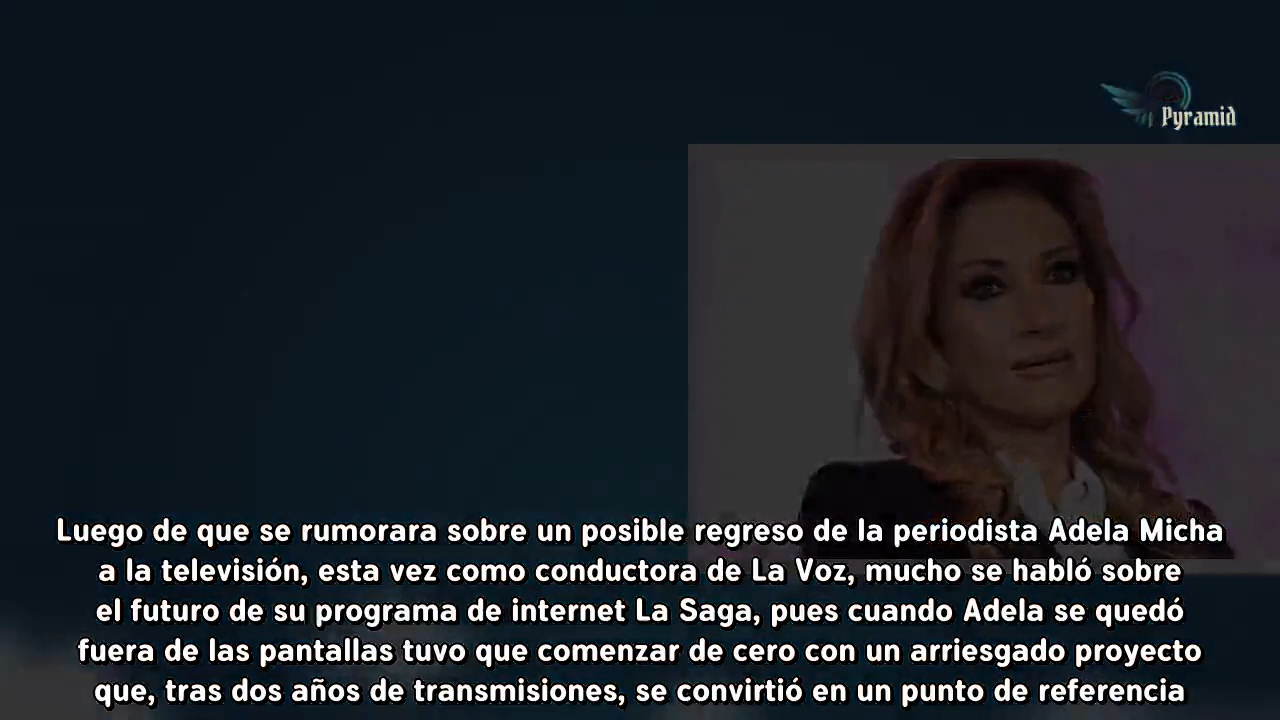 Pyramid
Luego de que se rumorara sobre un posible regreso de la periodista Adela Micha
a la televisión, esta vez como conductora de La Voz, mucho se habló sobre
el futuro de su programa de internet La Saga, pues cuando Adela se quedó
fuera de las pantallas tuvo que comenzar de cero con un arriesgado proyecto
que, tras dos años de transmisiones, se convirtió en un punto de referencia